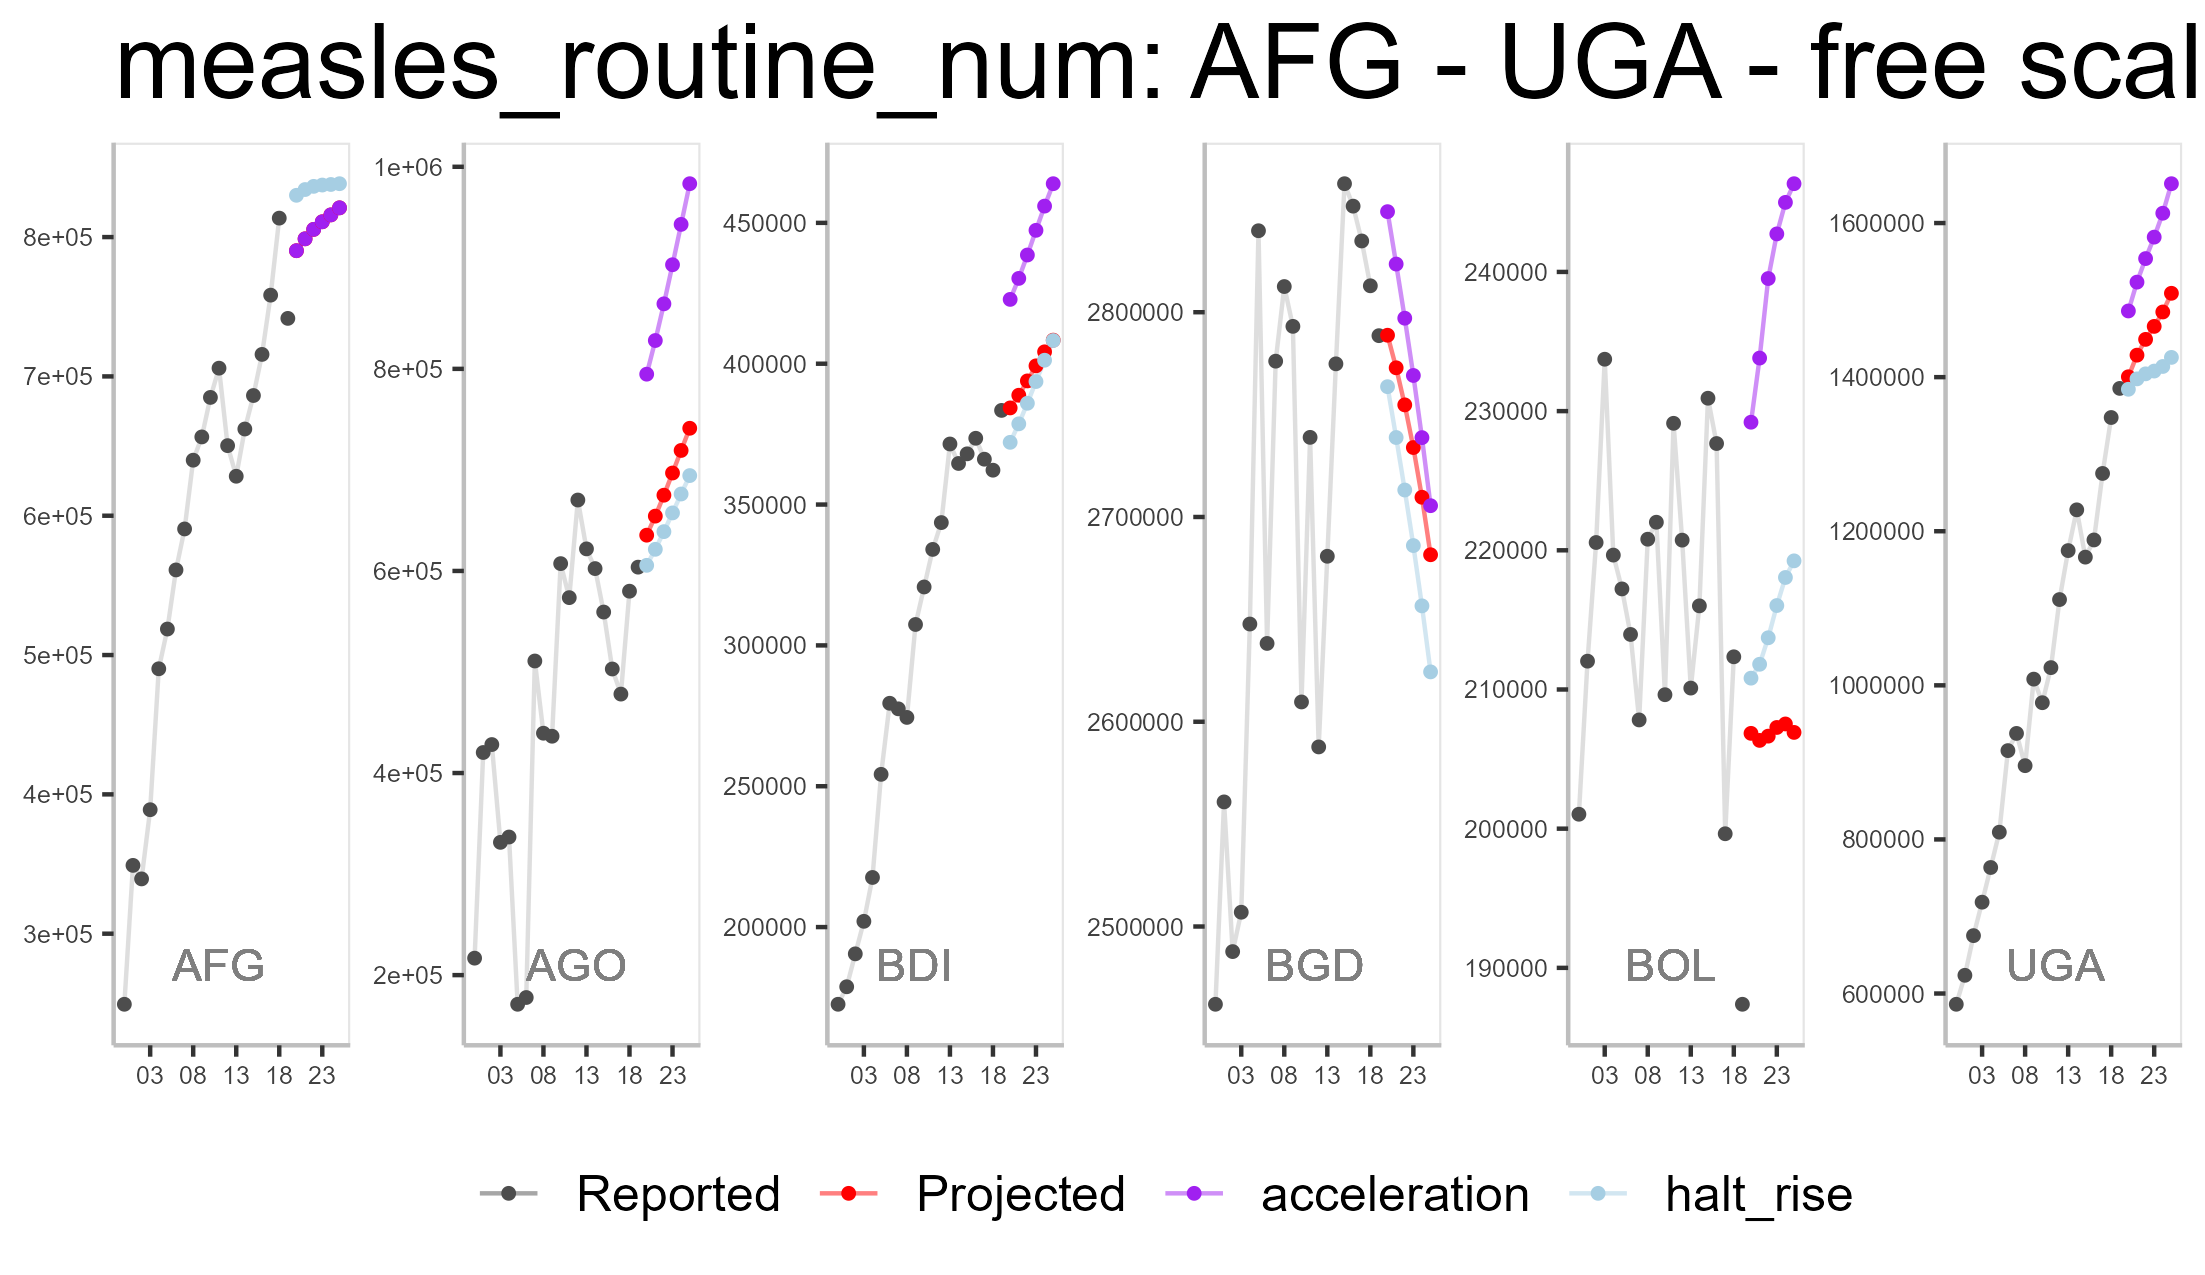 measles_routine_num: AFG - UGA - free scal
8e+05
7e+05
6e+05
5e+05
4e+05
3e+05
AFG
03 08 13 18 23
1e+06
8e+05
6e+05
4e+05
2e+05
AGO
03 08 13 18 23
450000
400000
350000
300000
250000
200000
BDI
03 08 13 18 23
2800000
2700000
2600000
2500000
BGD
03 08 13 18 23
240000
230000
220000
210000
200000
190000
BOL
03 08 13 18 23
1600000
1400000
1200000
1000000
800000
600000
UGA
03 08 13 18 23
Reported Projected acceleration halt_rise